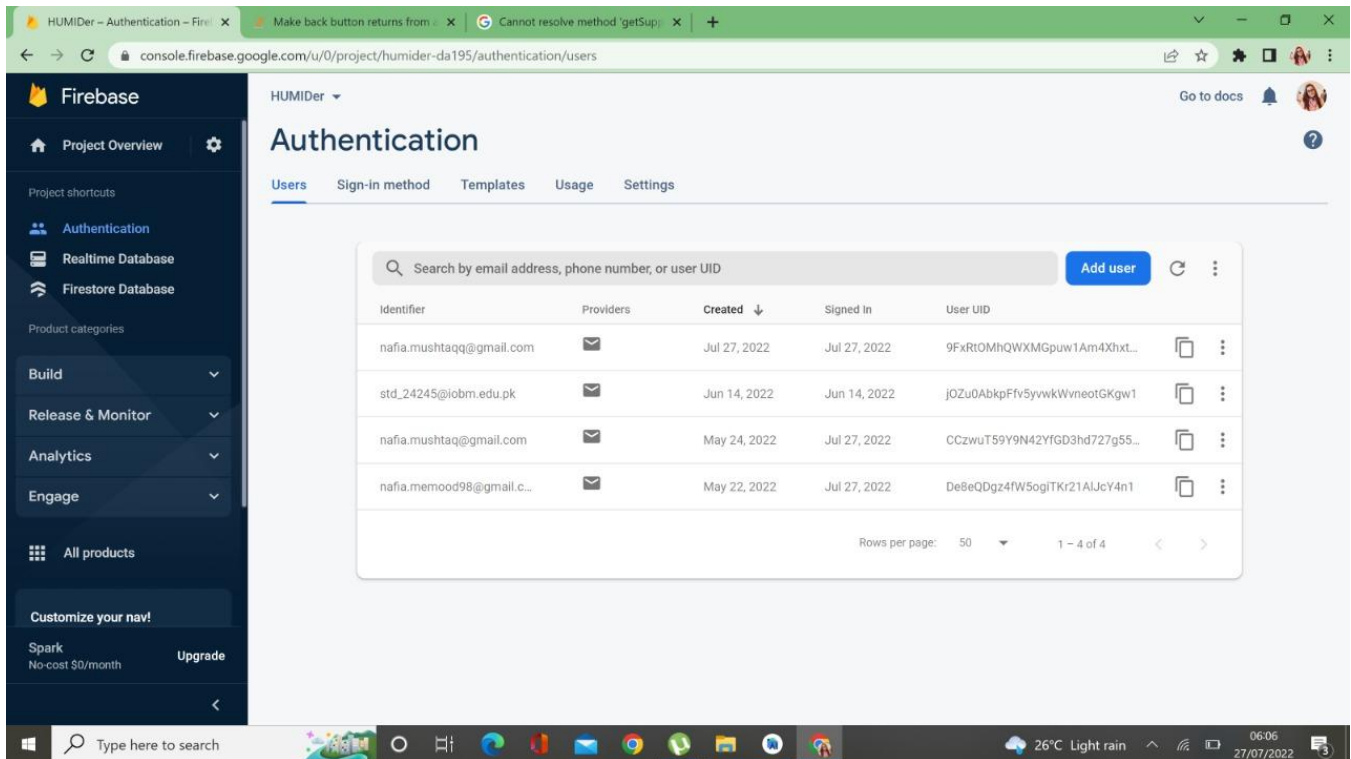 HUMIDer – Authentication – Fire
Make back button returns from a
Cannot resolve method 'getSupp
console.firebase.google.com/u/0/project/humider-da195/authentication/users
Firebase
HUMIDer
Go to docs
Project Overview
Authentication
Project shortcuts
Users Sign-in method Templates Usage Settings
Authentication
Realtime Database
Firestore Database
Product categories
Build
Release & Monitor
Analytics
Engage
All products
Customize your nav!
Spark
No-cost $0/month
Upgrade
Search by email address, phone number, or user UID
Add user
Identifier Providers Created Signed In User UID
nafia.mushtaqq@gmail.com Jul 27, 2022 Jul 27, 2022 9FxRtOMhQWXMGpuw1Am4Xhxt...
std_24245@iobm.edu.pk Jun 14, 2022 Jun 14, 2022 jOZu0AbkpFfv5yvwkWvneotGKgw1
nafia.mushtaq@gmail.com May 24, 2022 Jul 27, 2022 CCzwuT59Y9N42YfGD3hd727g55...
nafia.memood98@gmail.c... May 22, 2022 Jul 27, 2022 De8eQDgz4fW5ogiTKr21AlJcY4n1
Rows per page: 50 1 – 4 of 4
Type here to search
26°C Light rain
06:06
27/07/2022
3